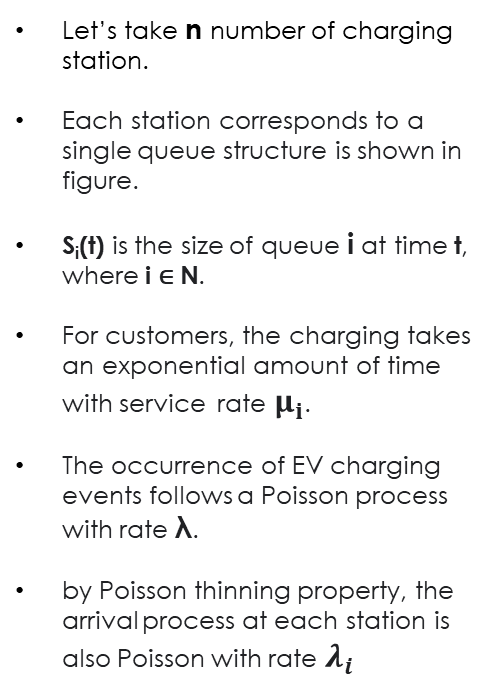 • Let's take n number of charging
station.
• Each station corresponds to a
single queue structure is shown in
figure.
• Sᵢ(t) is the size of queue i at time t,
where i ∈ N.
• For customers, the charging takes
an exponential amount of time
with service rate μᵢ.
• The occurrence of EV charging
events follows a Poisson process
with rate λ.
• by Poisson thinning property, the
arrival process at each station is
also Poisson with rate λᵢ